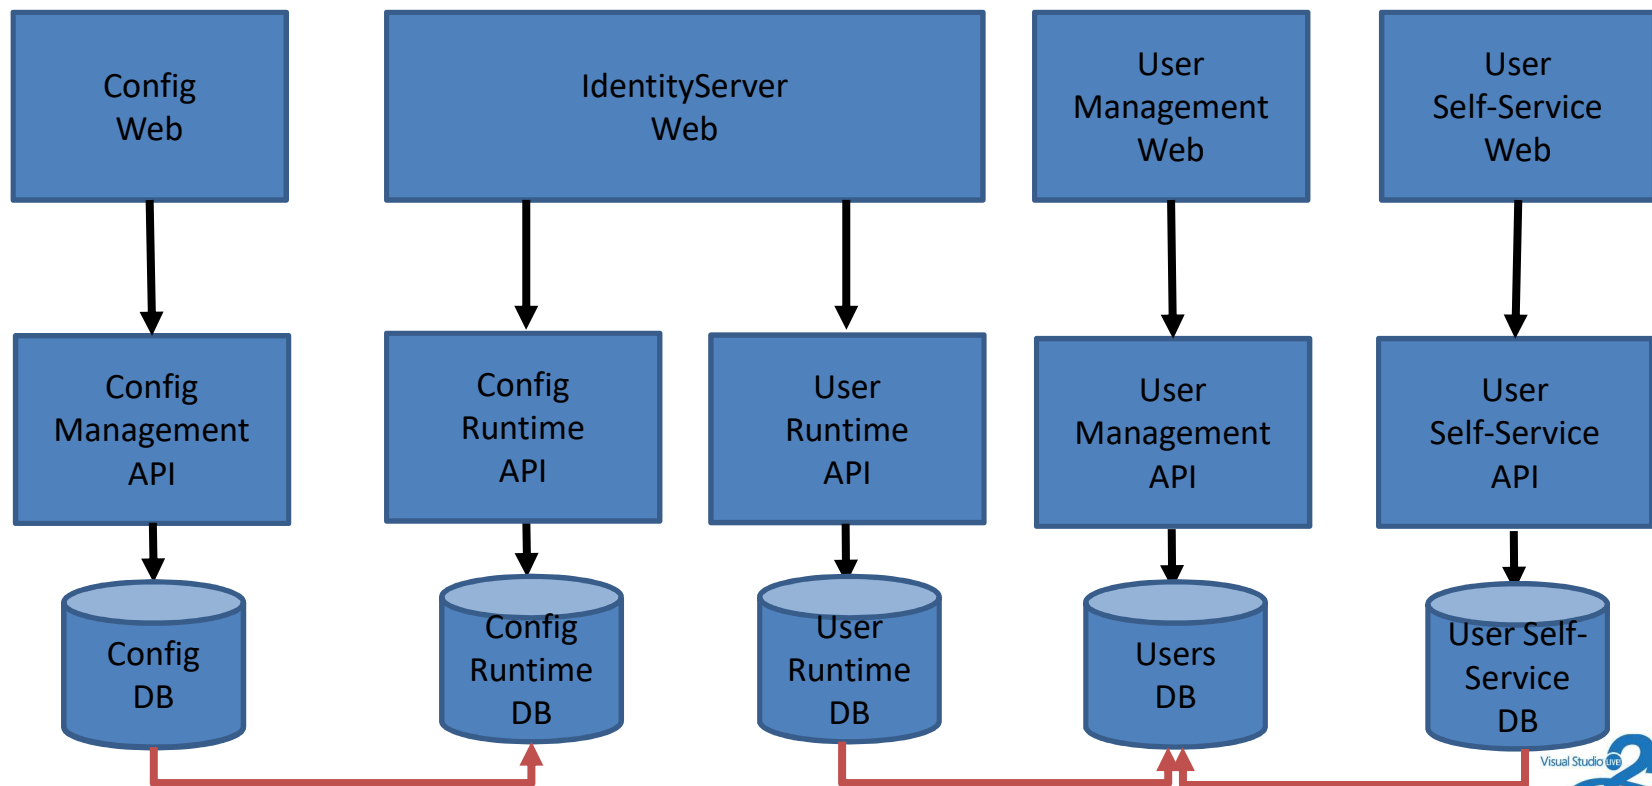 Config
Web
IdentityServer
Web
User
Management
Web
User
Self-Service
Web
Config
Management
API
Config
Runtime
API
User
Runtime
API
User
Management
API
User
Self-Service
API
Config
DB
Config
Runtime
DB
User
Runtime
DB
Users
DB
User Self-
Service
DB
Visual Studio LIVE!